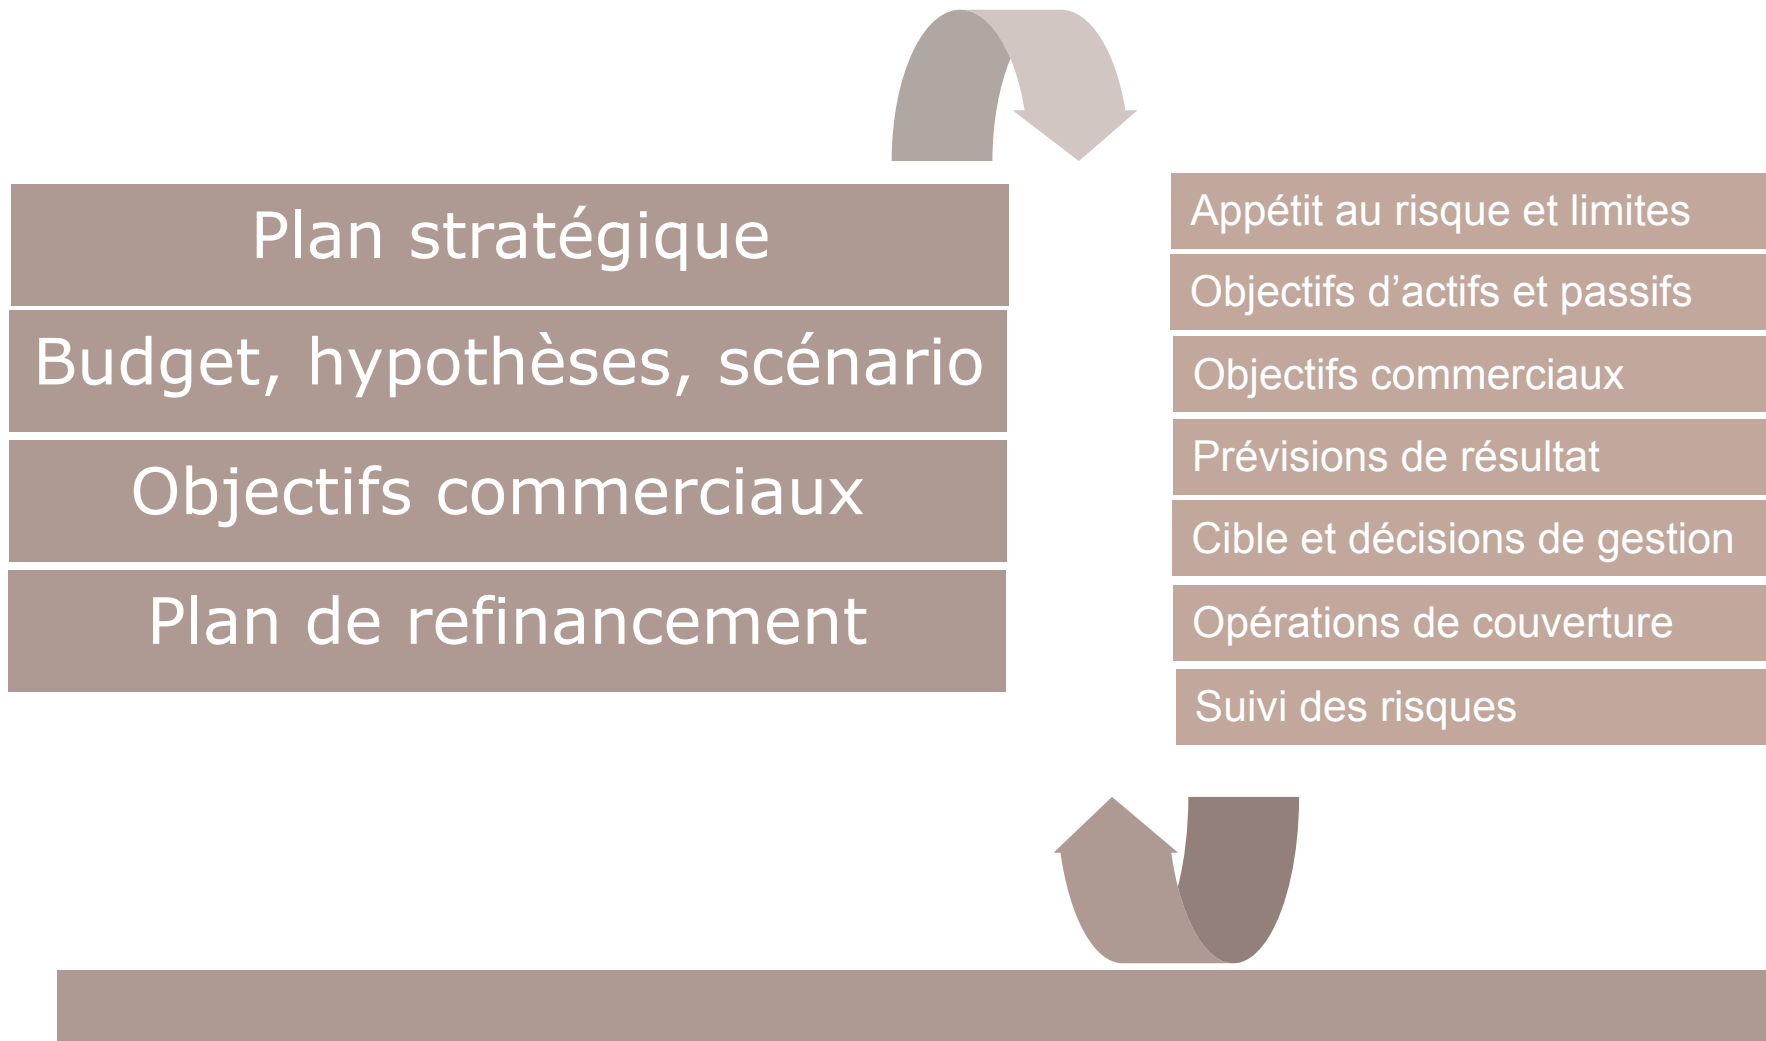 Plan stratégique
Budget, hypothèses, scénario
Objectifs commerciaux
Plan de refinancement
Appétit au risque et limites
Objectifs d’actifs et passifs
Objectifs commerciaux
Prévisions de résultat
Cible et décisions de gestion
Opérations de couverture
Suivi des risques